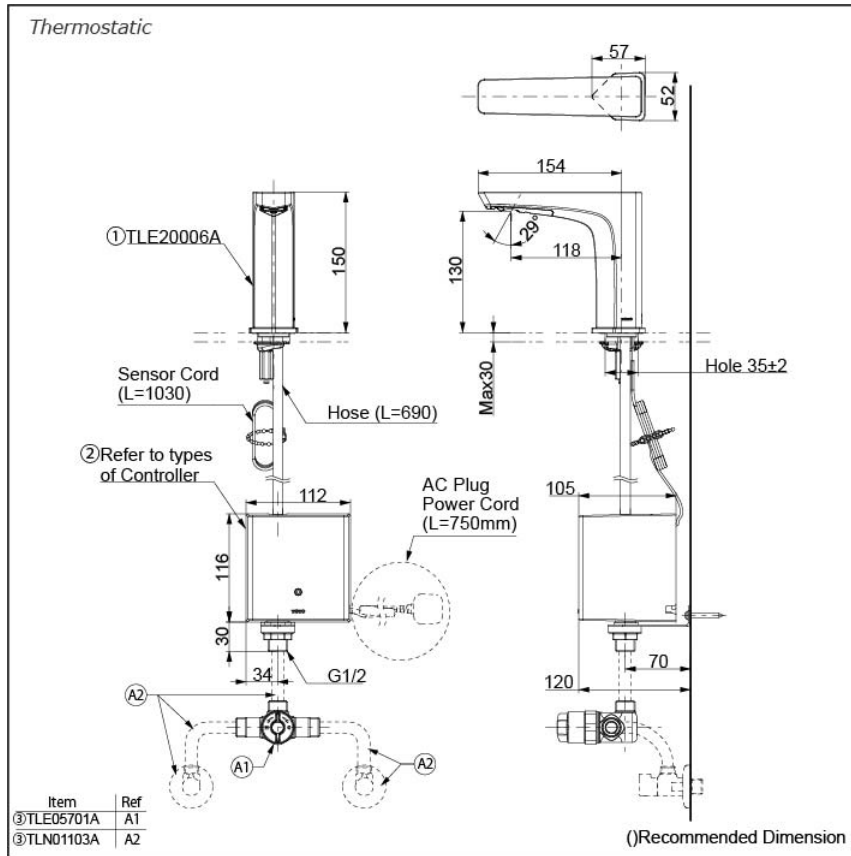 Thermostatic
57
52
154
①TLE20006A
150
130
29°
118
Max30
Hole 35±2
Sensor Cord
(L=1030)
Hose (L=690)
②Refer to types
of Controller
AC Plug
Power Cord
(L=750mm)
112
105
116
30
34
G1/2
70
120
A2
A1
A2
Item Ref
③TLE05701A A1
③TLN01103A A2
()Recommended Dimension